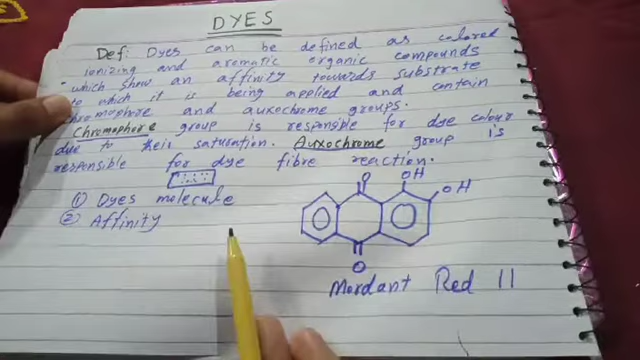 DYES
Def: Dyes can be defined as colored
ionizing and aromatic organic compounds
which show an affinity towards substrate
to which it is being applied and contain
chromophore and auxochrome groups.
Chromophore group is responsible for dye colour
due to their saturation. Auxochrome group is
responsible for dye fibre reaction.
① Dyes molecule
② Affinity
O
OH
OH
O
Mordant Red 11